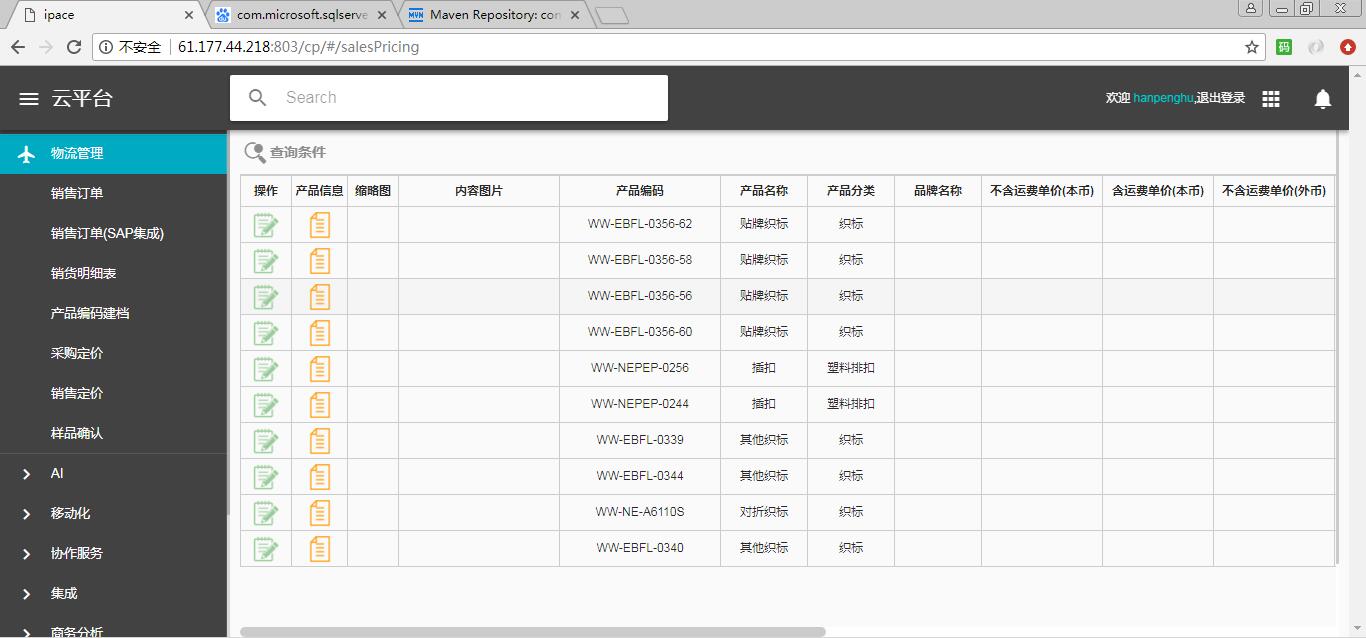 ipace
com.microsoft.sqlserve
MVN Maven Repository: con
不安全 61.177.44.218:803/cp/#/salesPricing
码
云平台
Search
欢迎 hanpenghu,退出登录
物流管理
销售订单
销售订单(SAP集成)
销货明细表
产品编码建档
采购定价
销售定价
样品确认
AI
移动化
协作服务
集成
商务分析
查询条件
操作 产品信息 缩略图 内容图片 产品编码 产品名称 产品分类 品牌名称 不含运费单价(本币) 含运费单价(本币) 不含运费单价(外币)
WW-EBFL-0356-62 贴牌织标 织标
WW-EBFL-0356-58 贴牌织标 织标
WW-EBFL-0356-56 贴牌织标 织标
WW-EBFL-0356-60 贴牌织标 织标
WW-NEPEP-0256 插扣 塑料排扣
WW-NEPEP-0244 插扣 塑料排扣
WW-EBFL-0339 其他织标 织标
WW-EBFL-0344 其他织标 织标
WW-NE-A6110S 对折织标 织标
WW-EBFL-0340 其他织标 织标